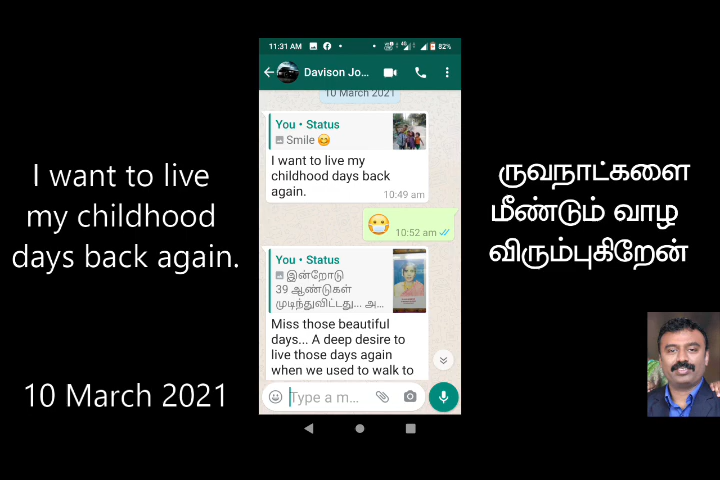 I want to live
my childhood
days back again.
10 March 2021
11:31 AM
82%
Davison Jo...
10 March 2021
You • Status
Smile 😊
I want to live my
childhood days back
again.
10:49 am
😷
10:52 am
You • Status
இன்றோடு
39 ஆண்டுகள்
முடிந்துவிட்டது... அ...
Miss those beautiful
days... A deep desire to
live those days again
when we used to walk to
Type a m...
ருவநாட்களை
மீண்டும் வாழ
விரும்புகிறேன்